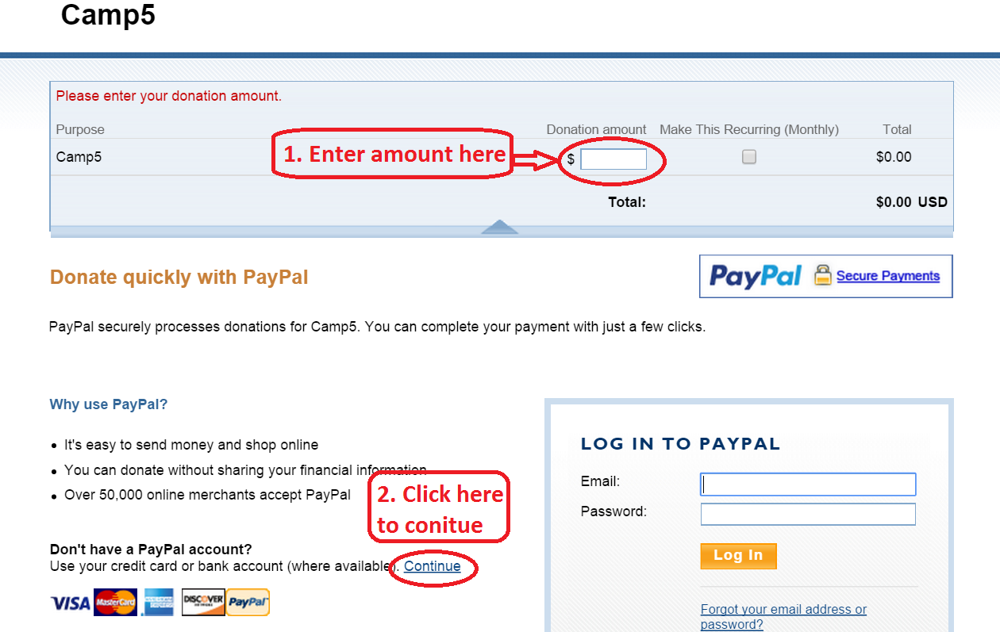 Camp5
Please enter your donation amount.
Purpose Donation amount Make This Recurring (Monthly) Total
Camp5 1. Enter amount here $ $0.00
Total: $0.00 USD
Donate quickly with PayPal
PayPal Secure Payments
PayPal securely processes donations for Camp5. You can complete your payment with just a few clicks.
Why use PayPal?
It's easy to send money and shop online
You can donate without sharing your financial information
Over 50,000 online merchants accept PayPal
2. Click here
to conitue
Don't have a PayPal account?
Use your credit card or bank account (where available). Continue
VISA MasterCard AMERICAN EXPRESS DISCOVER NETWORK PayPal
LOG IN TO PAYPAL
Email:
Password:
Log In
Forgot your email address or
password?